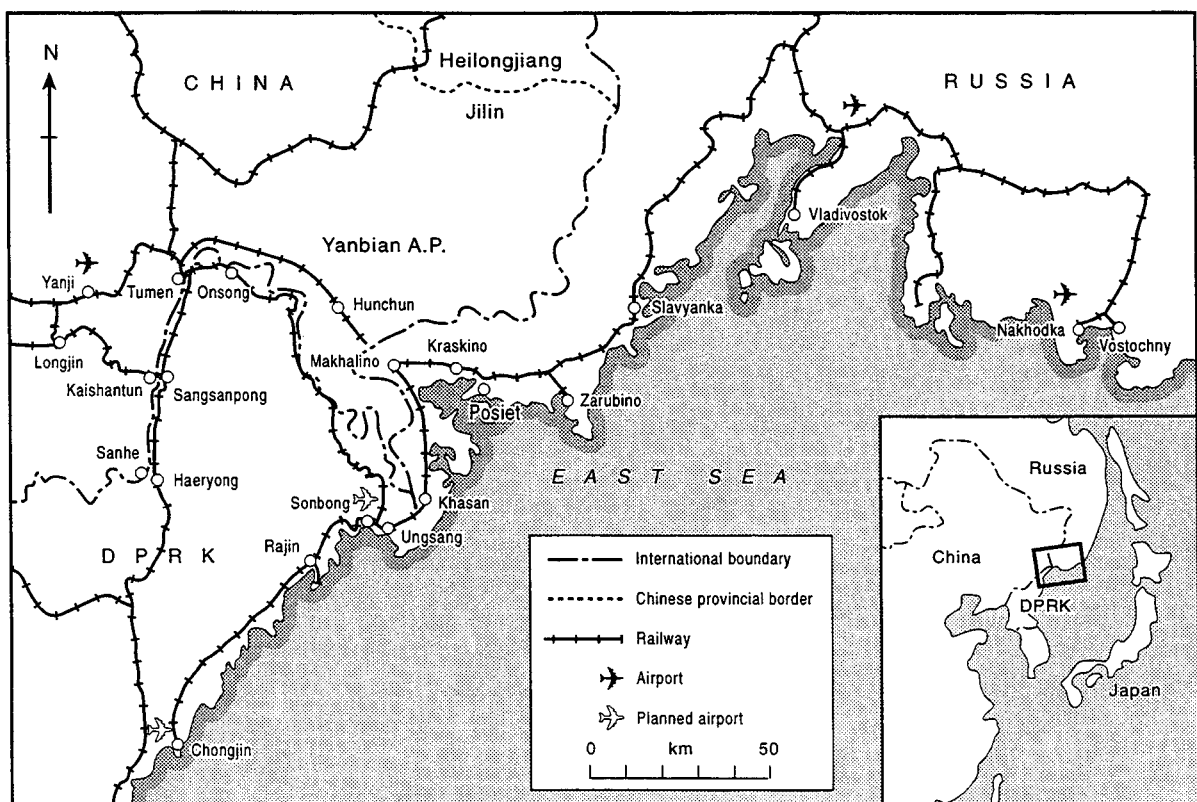 N
CHINA
Heilongjiang
Jilin
RUSSIA
Vladivostok
Yanbian A.P.
Yanji
Tumen
Onsong
Hunchun
Slavyanka
Longjin
Makhalino
Kraskino
Nakhodka
Vostochny
Kaishantun
Sangsanpong
Posiet
Zarubino
Sanhe
Haeryong
EAST SEA
Sonbong
Khasan
Ungsang
Rajin
DPRK
Chongjin
International boundary
Chinese provincial border
Railway
Airport
Planned airport
0 km 50
Russia
China
DPRK
Japan